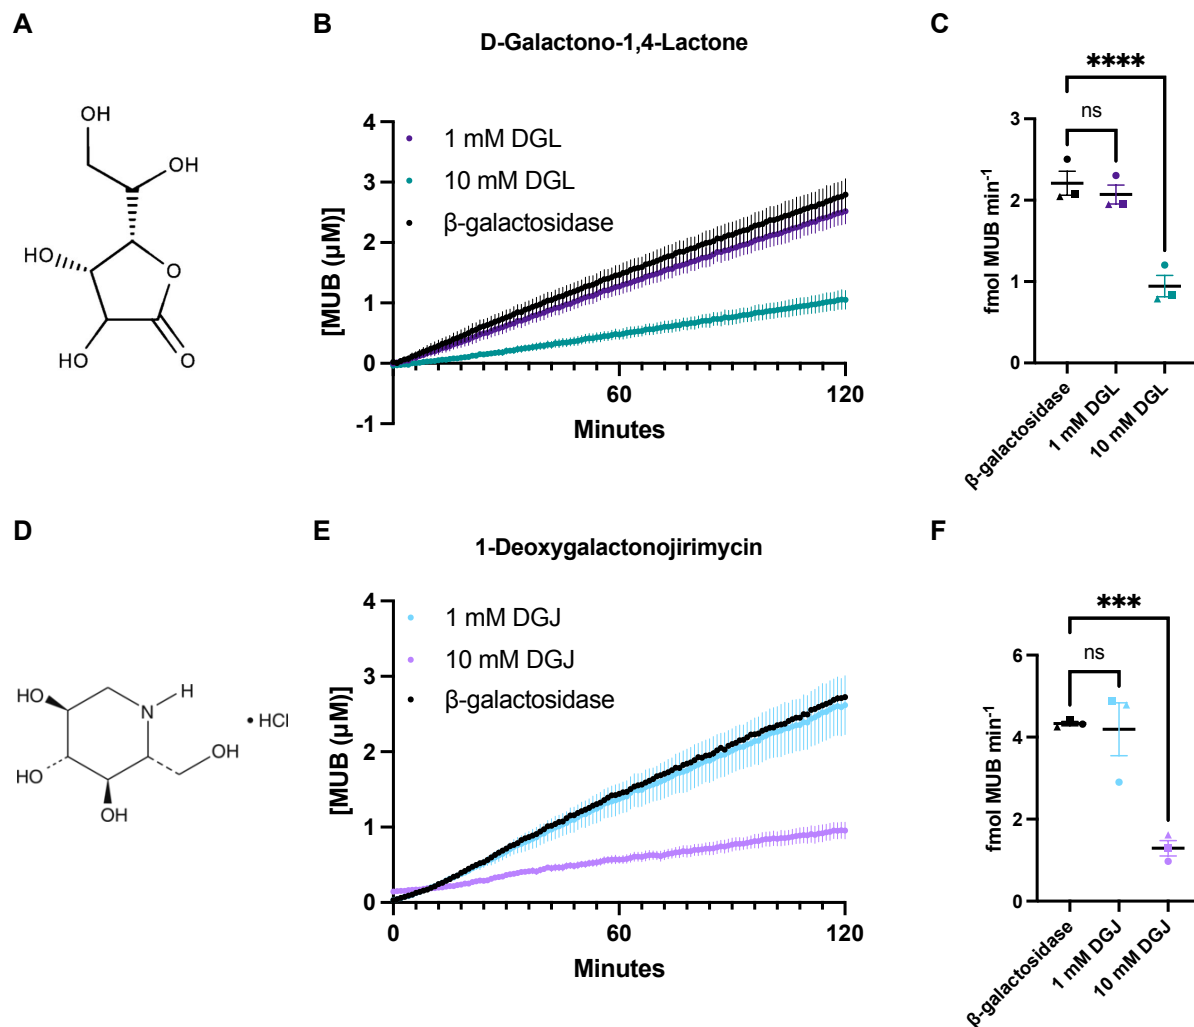 A
OH
OH
HO
HO
O
O
B
D-Galactono-1,4-Lactone
1 mM DGL
10 mM DGL
β-galactosidase
[MUB (μM)]
4
3
2
1
0
-1
60
120
Minutes
C
****
ns
fmol MUB min⁻¹
3
2
1
0
β-galactosidase
1 mM DGL
10 mM DGL
D
HO
N
H
• HCl
OH
HO
OH
E
1-Deoxygalactonojirimycin
1 mM DGJ
10 mM DGJ
β-galactosidase
[MUB (μM)]
4
3
2
1
0
0
60
120
Minutes
F
***
ns
fmol MUB min⁻¹
6
4
2
0
β-galactosidase
1 mM DGJ
10 mM DGJ